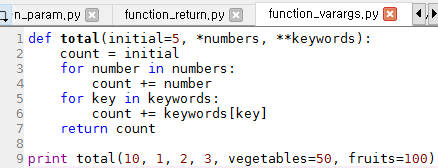 n_param.py function_return.py function_varargs.py
1 def total(initial=5, *numbers, **keywords):
2     count = initial
3     for number in numbers:
4         count += number
5     for key in keywords:
6         count += keywords[key]
7     return count
8
9 print total(10, 1, 2, 3, vegetables=50, fruits=100)